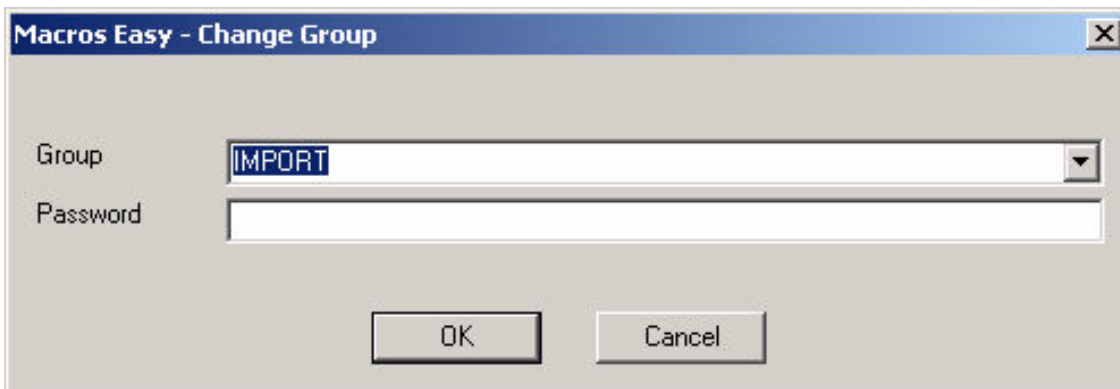 Macros Easy - Change Group
Group
IMPORT
Password
OK Cancel